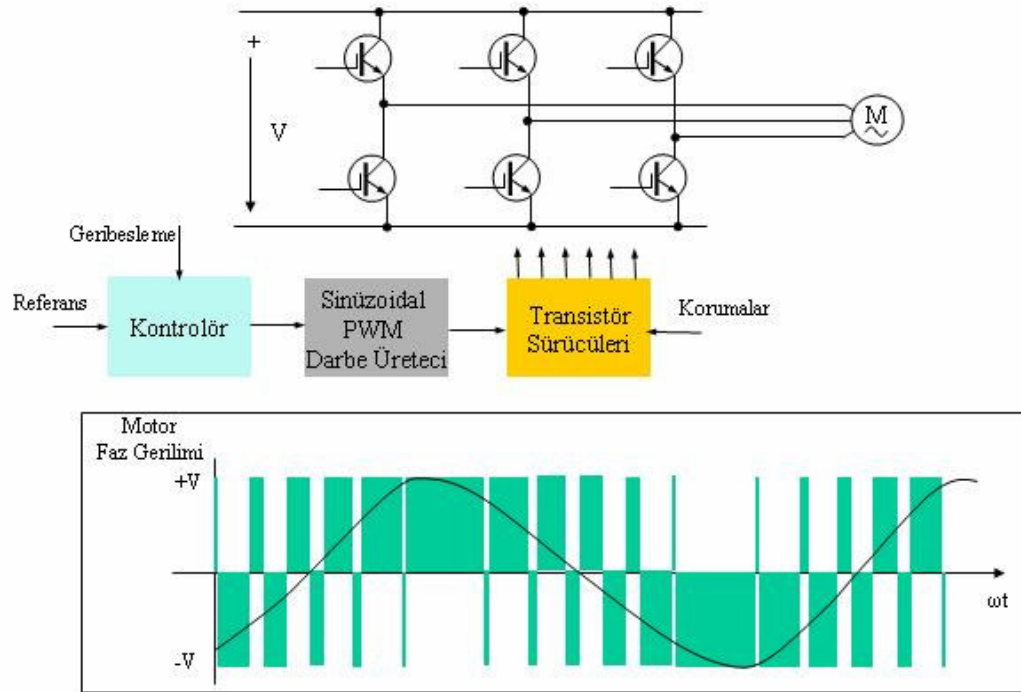 +
V
M
Geribesleme
Referans
Kontrolör
Sinüzoidal
PWM
Darbe Üreteci
Transistör
Sürücüleri
Korumalar
Motor
Faz Gerilimi
+V
-V
ωt